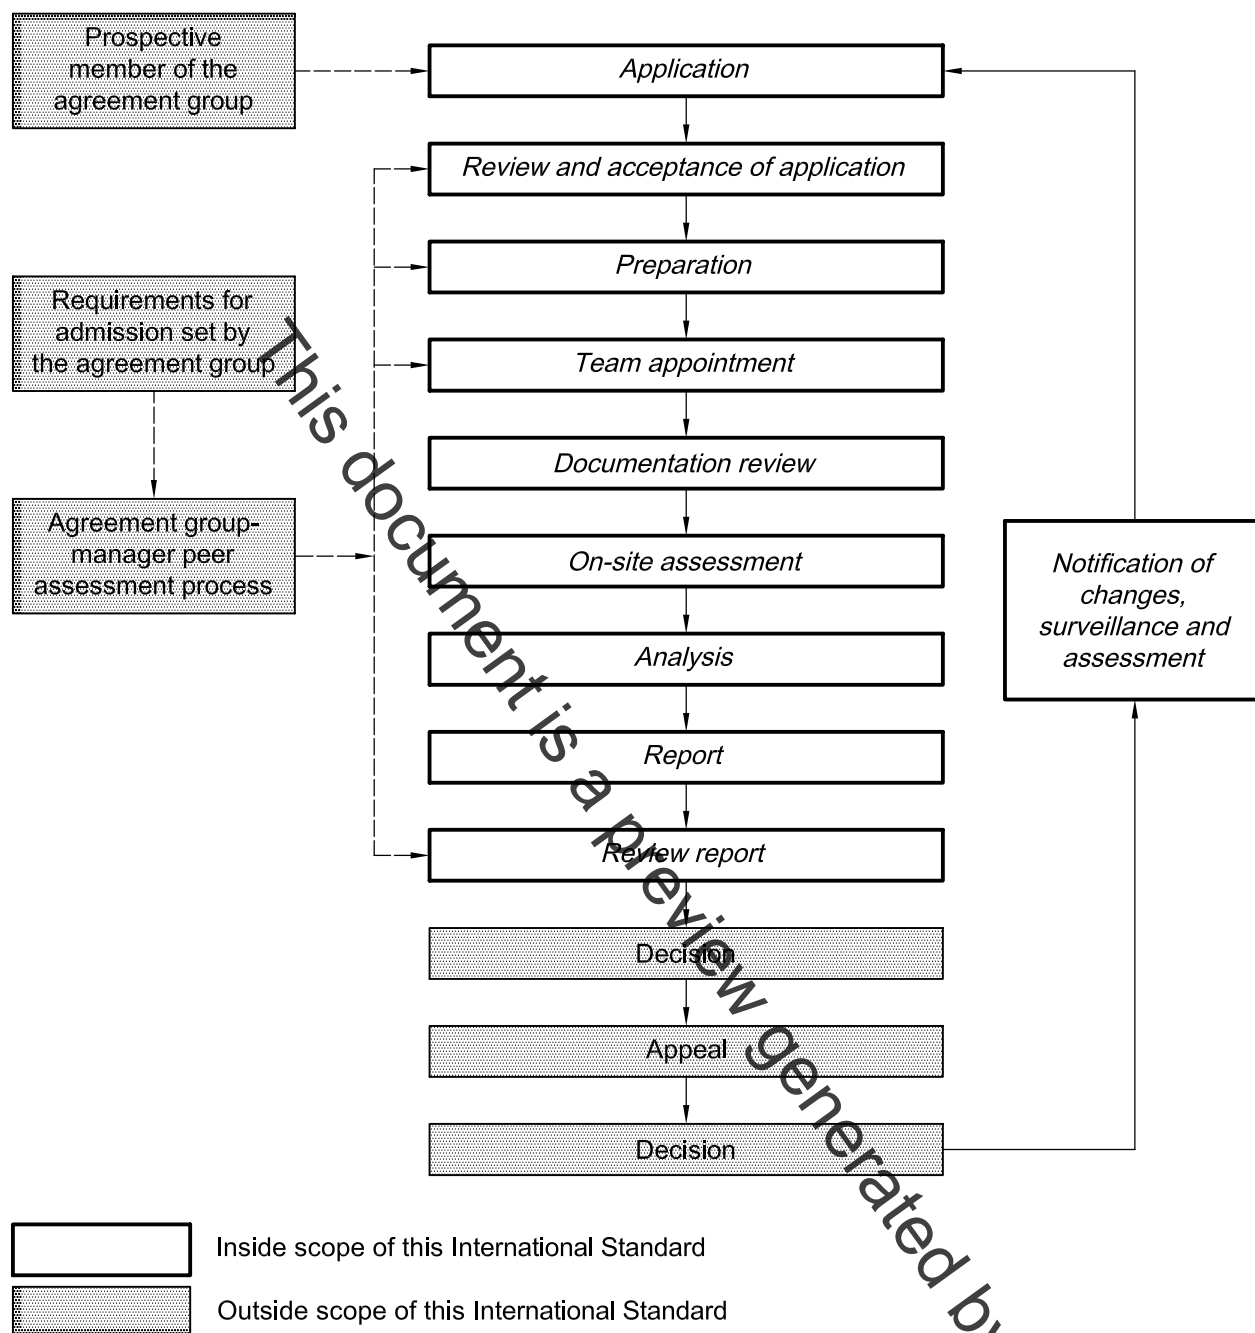 Prospective
member of the
agreement group
Application
Review and acceptance of application
Preparation
Requirements for
admission set by
the agreement group
Team appointment
Documentation review
Agreement group-
manager peer
assessment process
On-site assessment
Notification of
changes,
surveillance and
assessment
Analysis
Report
Review report
Decision
Appeal
Decision
Inside scope of this International Standard
Outside scope of this International Standard
This document is a preview generated by